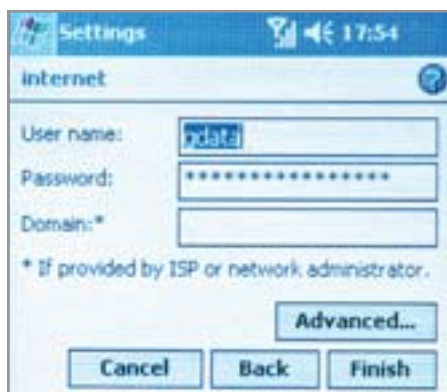 Settings 17:54
internet
User name: gdata
Password: ****************
Domain:*
* If provided by ISP or network administrator.
Advanced...
Cancel Back Finish